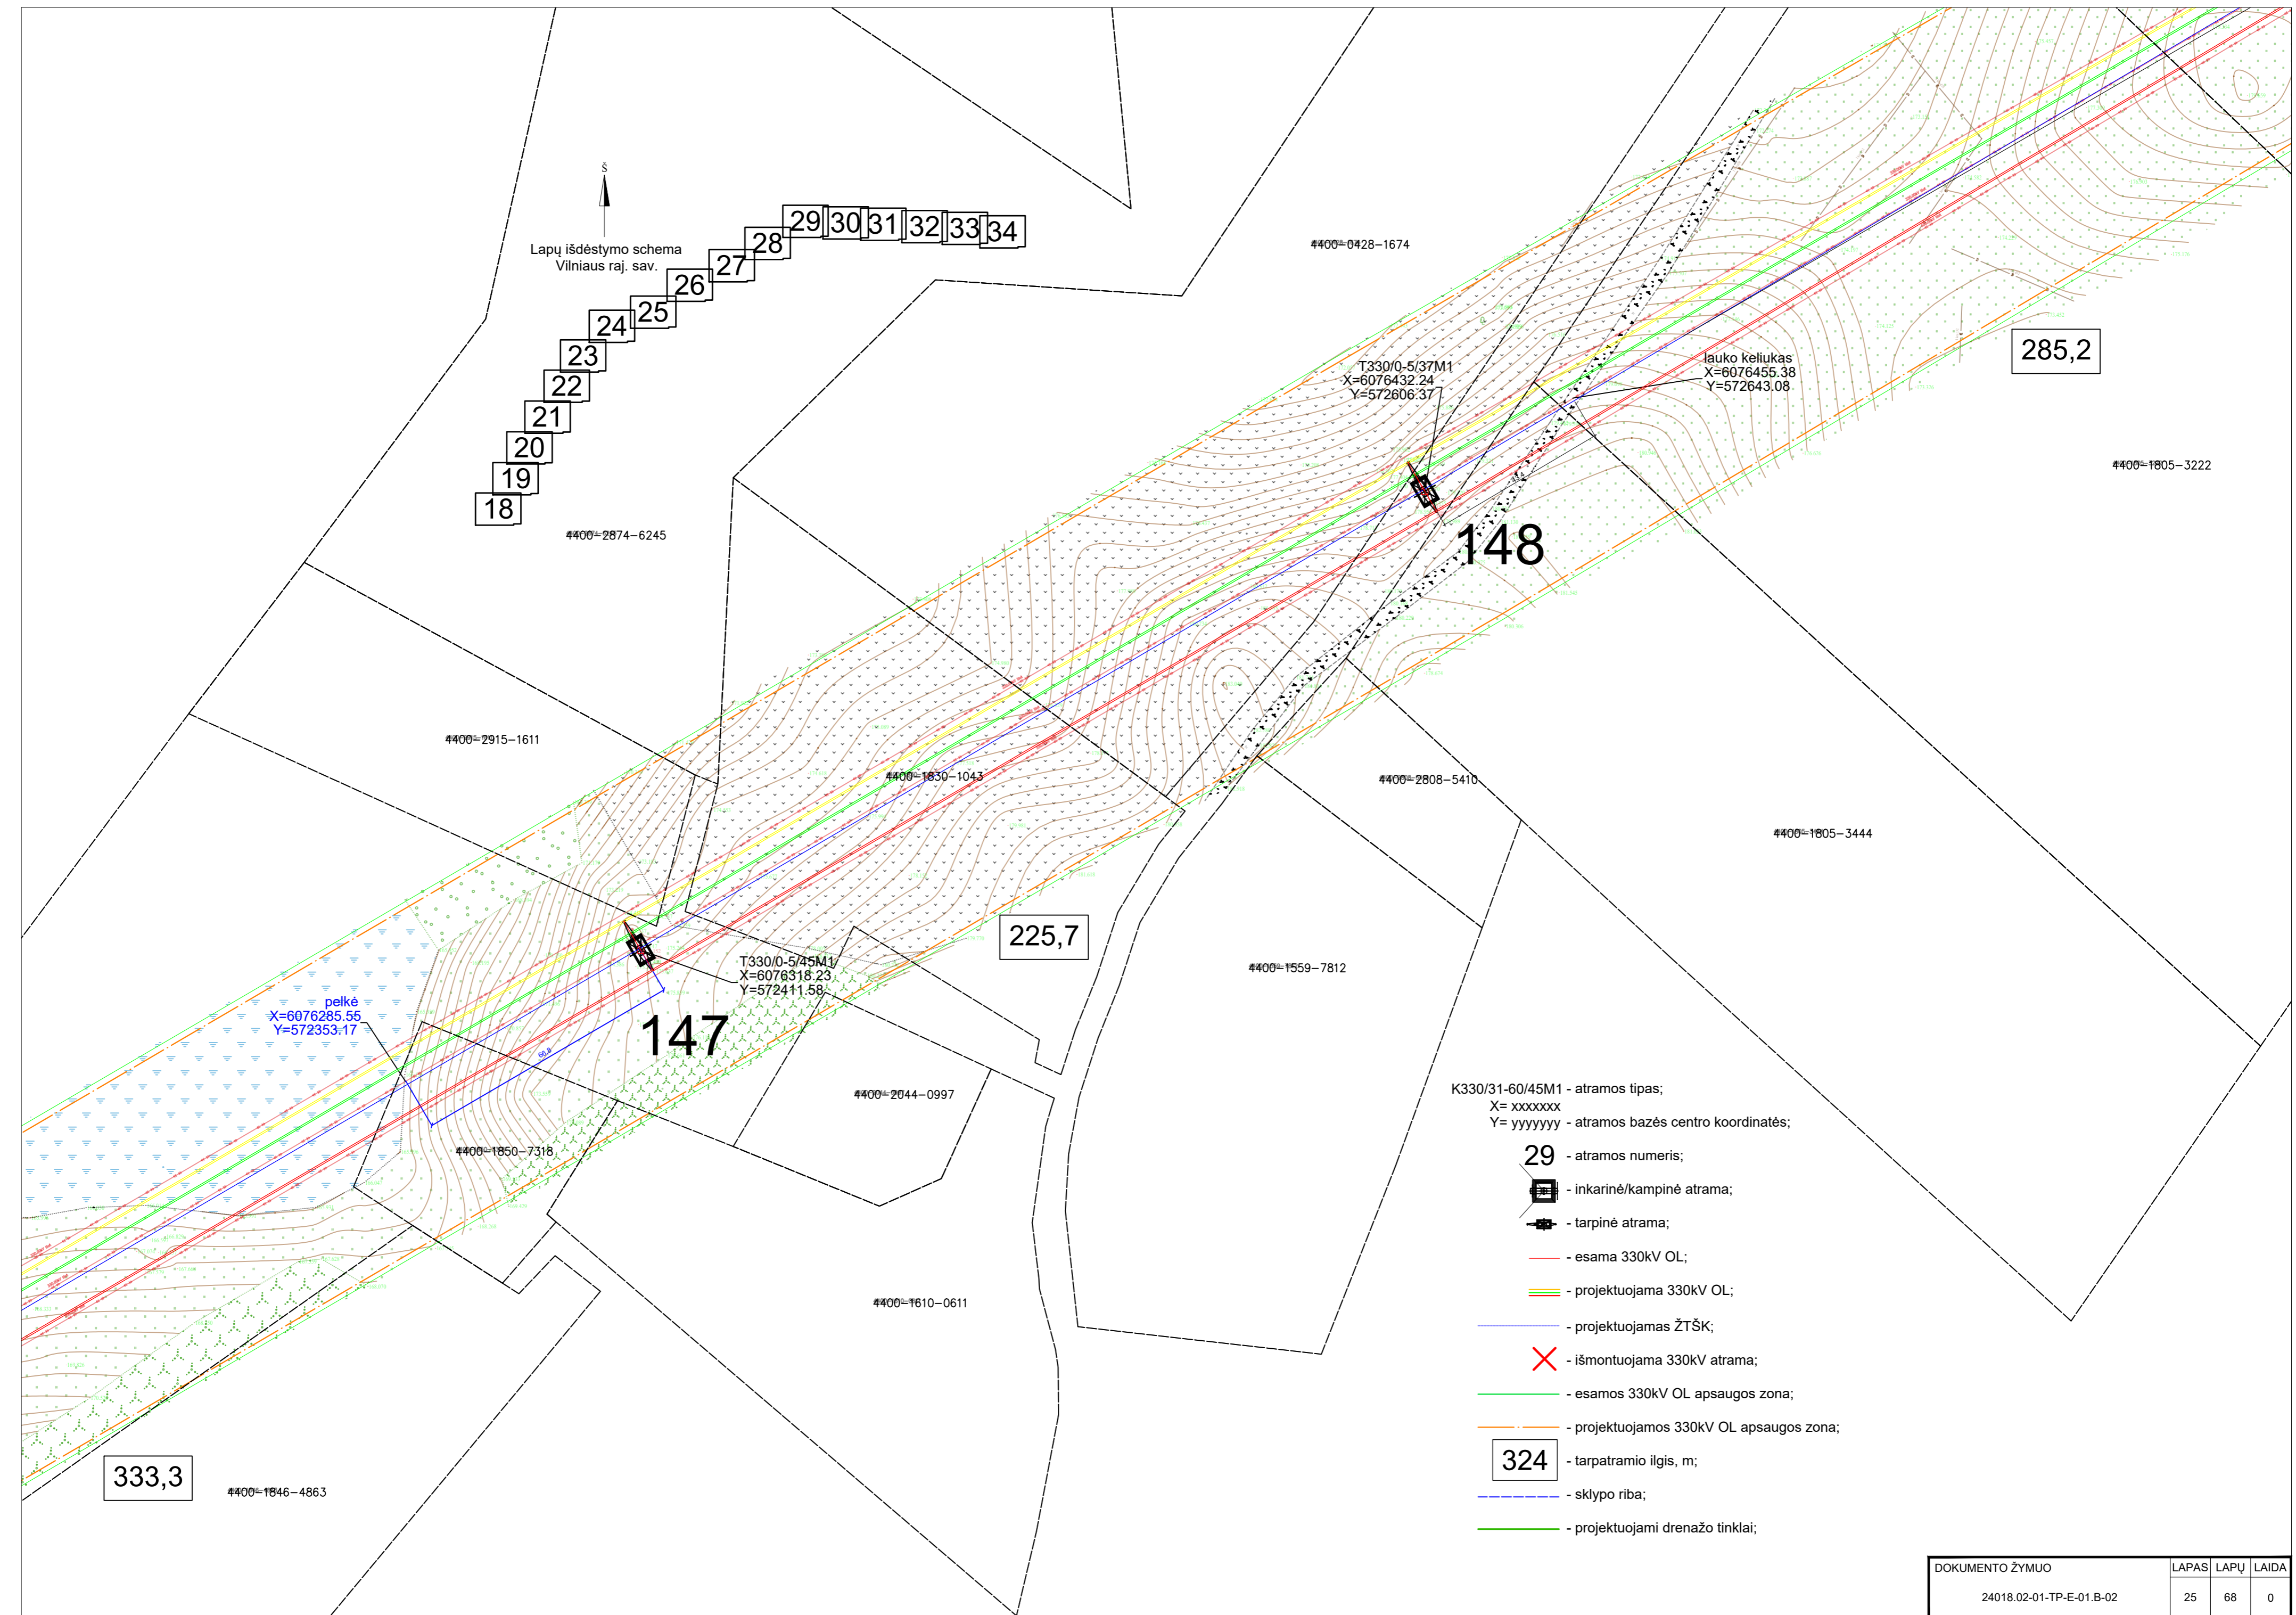 Š
Lapų išdėstymo schema
Vilniaus raj. sav.
29 30 31 32 33 34
28
27
26
25
24
23
22
21
20
19
18
4400-0428-1674
285,2
T330/0-5/37M1
X=6076432.24
Y=572606.37
lauko keliukas
X=6076455.38
Y=572643.08
4400-1805-3222
4400-2874-6245
148
4400-2915-1611
4400-1830-1043
4400-2808-5410
4400-1805-3444
225,7
4400-1559-7812
T330/0-5/45M1
X=6076318.23
Y=572411.58
pelkė
X=6076285.55
Y=572353.17
147
66,9
4400-2044-0997
4400-1850-7318
4400-1610-0611
333,3
4400-1846-4863
K330/31-60/45M1 - atramos tipas;
X= xxxxxxx
Y= yyyyyyy - atramos bazės centro koordinatės;
29 - atramos numeris;
- inkarinė/kampinė atrama;
- tarpinė atrama;
- esama 330kV OL;
- projektuojama 330kV OL;
- projektuojamas ŽTŠK;
- išmontuojama 330kV atrama;
- esamos 330kV OL apsaugos zona;
- projektuojamos 330kV OL apsaugos zona;
324 - tarpatramio ilgis, m;
- sklypo riba;
- projektuojami drenažo tinklai;
DOKUMENTO ŽYMUO LAPAS LAPŲ LAIDA
24018.02-01-TP-E-01.B-02 25 68 0